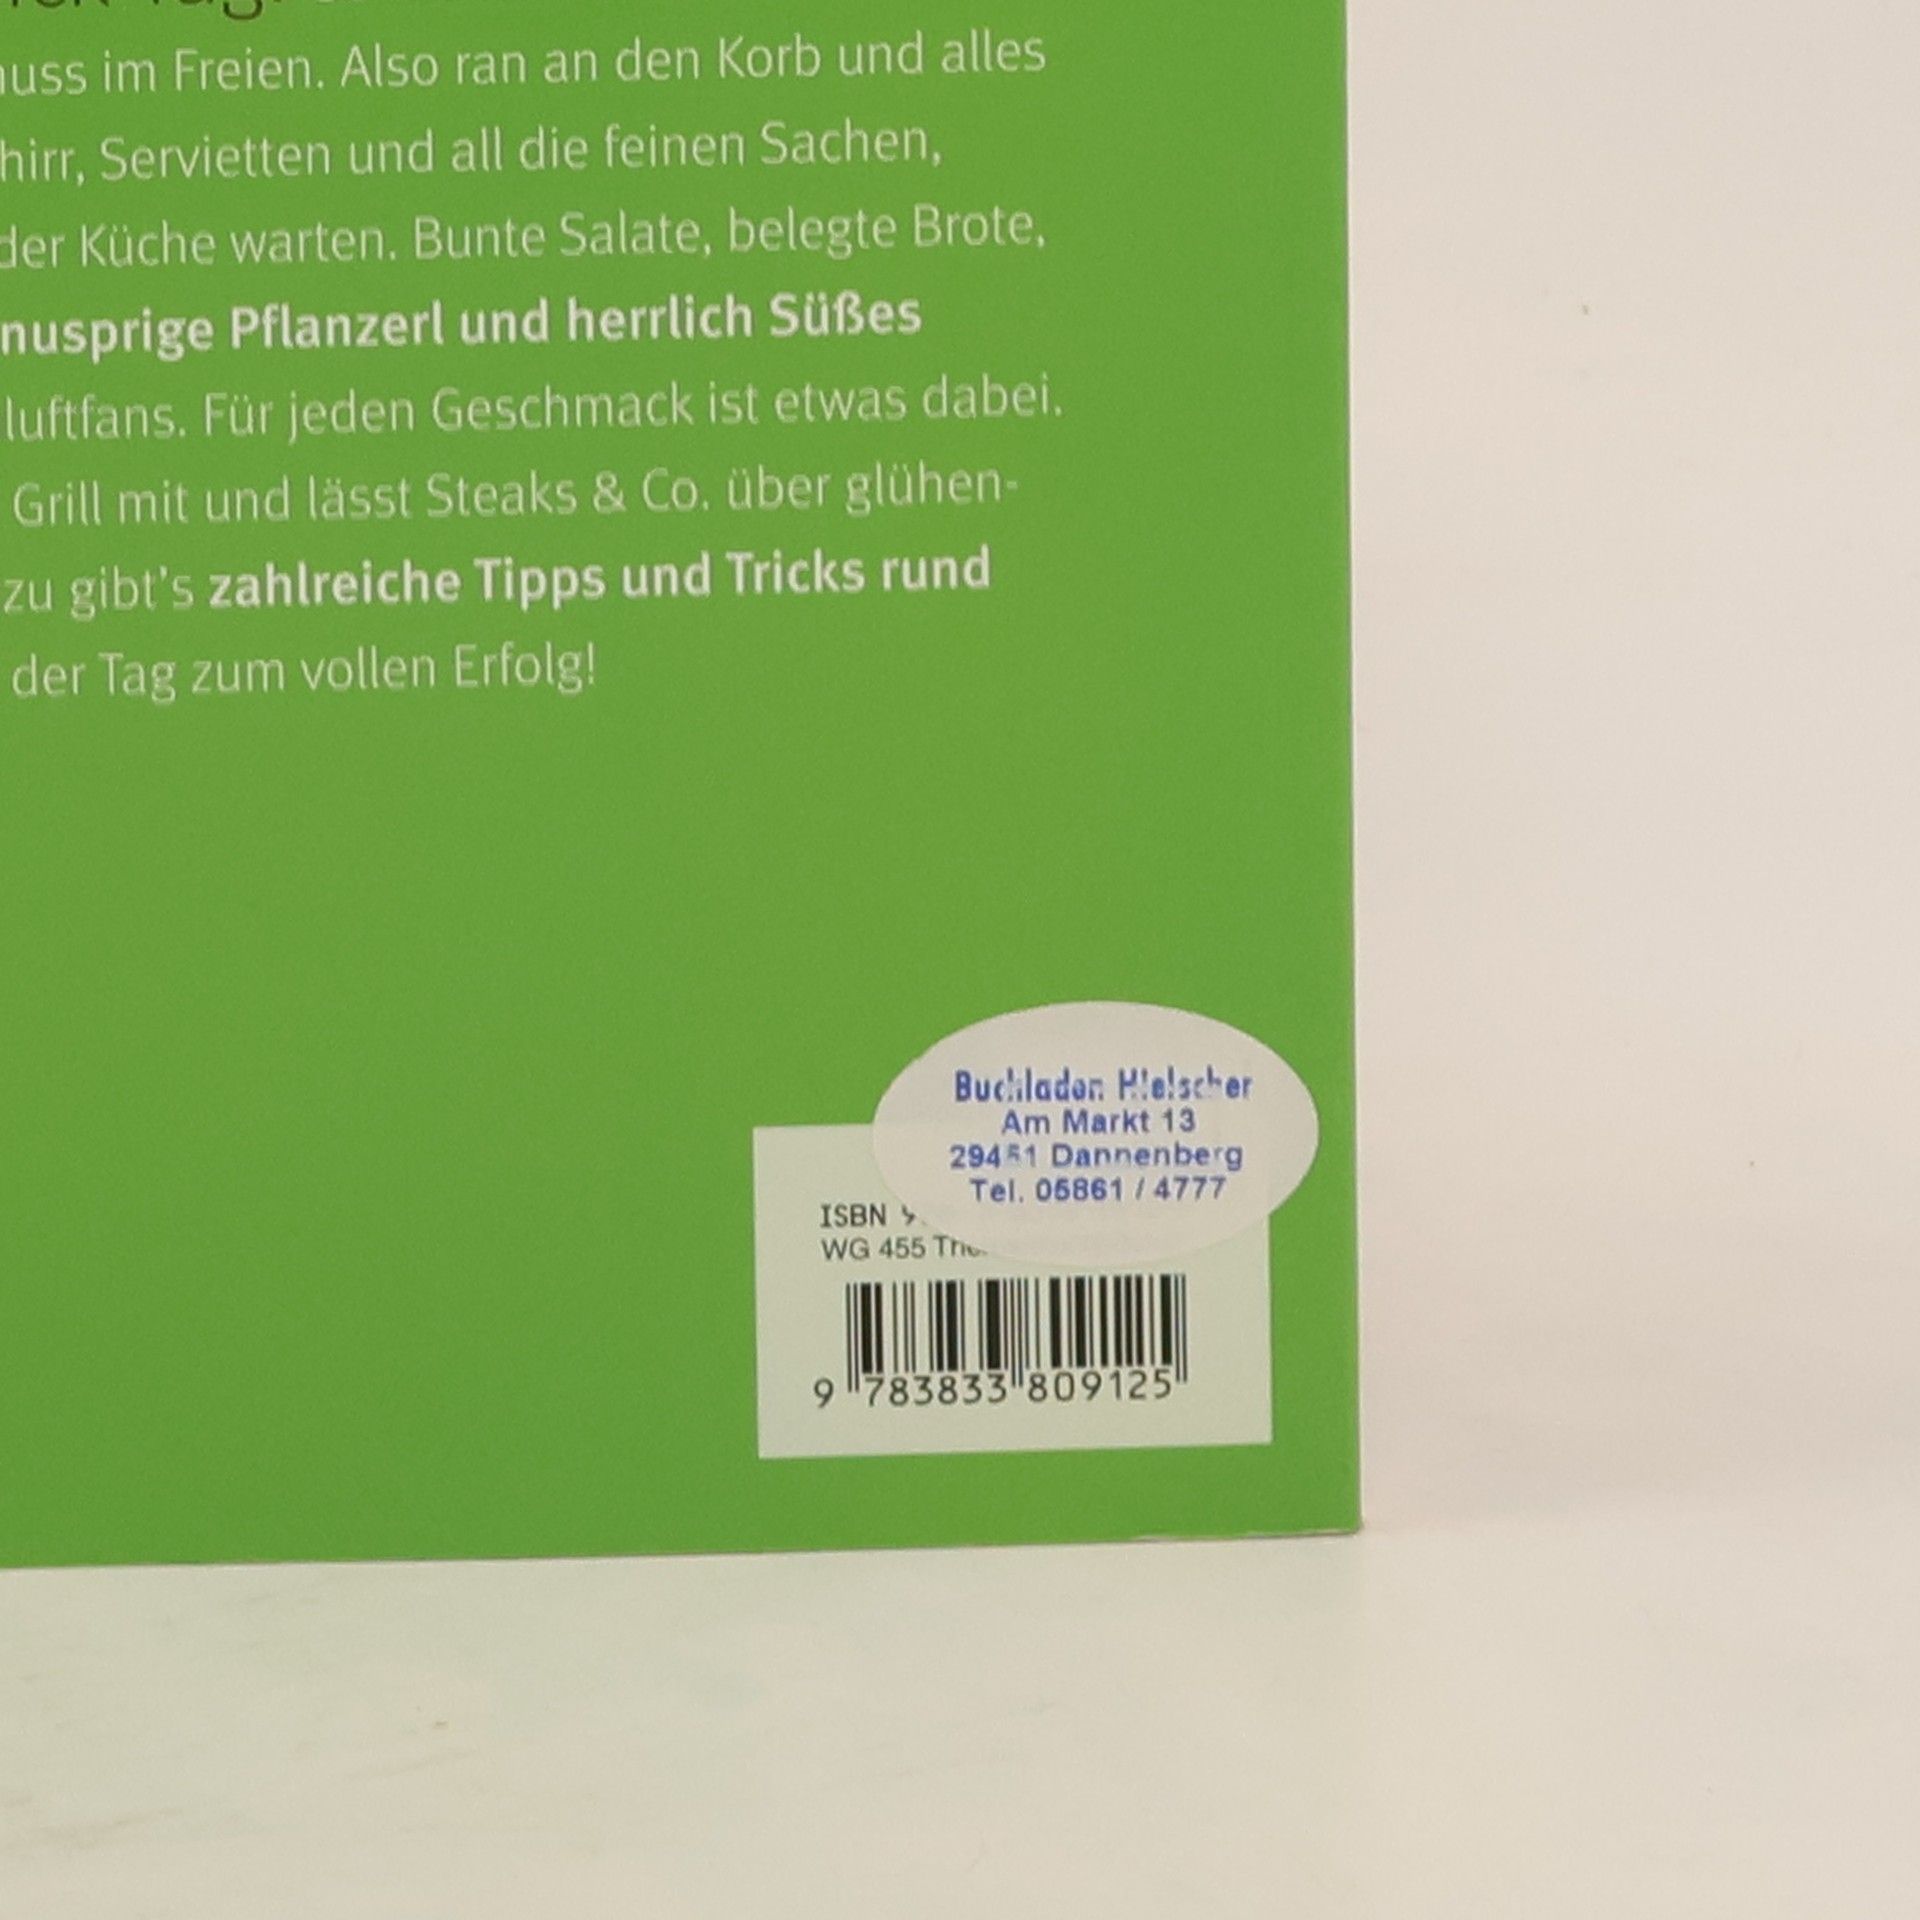 im Freien. Also ran an den Korb und alles
Servietten und all die feinen Sachen,
der Küche warten. Bunte Salate, belegte Brote,
nusprige Pflanzerl und herrlich Süßes
luftfans. Für jeden Geschmack ist etwas dabei.
Grill mit und lässt Steaks & Co. über glühen-
zu gibt's zahlreiche Tipps und Tricks rund
der Tag zum vollen Erfolg!
Buchladen Hielscher
Am Markt 13
29451 Dannenberg
Tel. 05861 / 4777
ISBN
WG 455
9 783833 809125